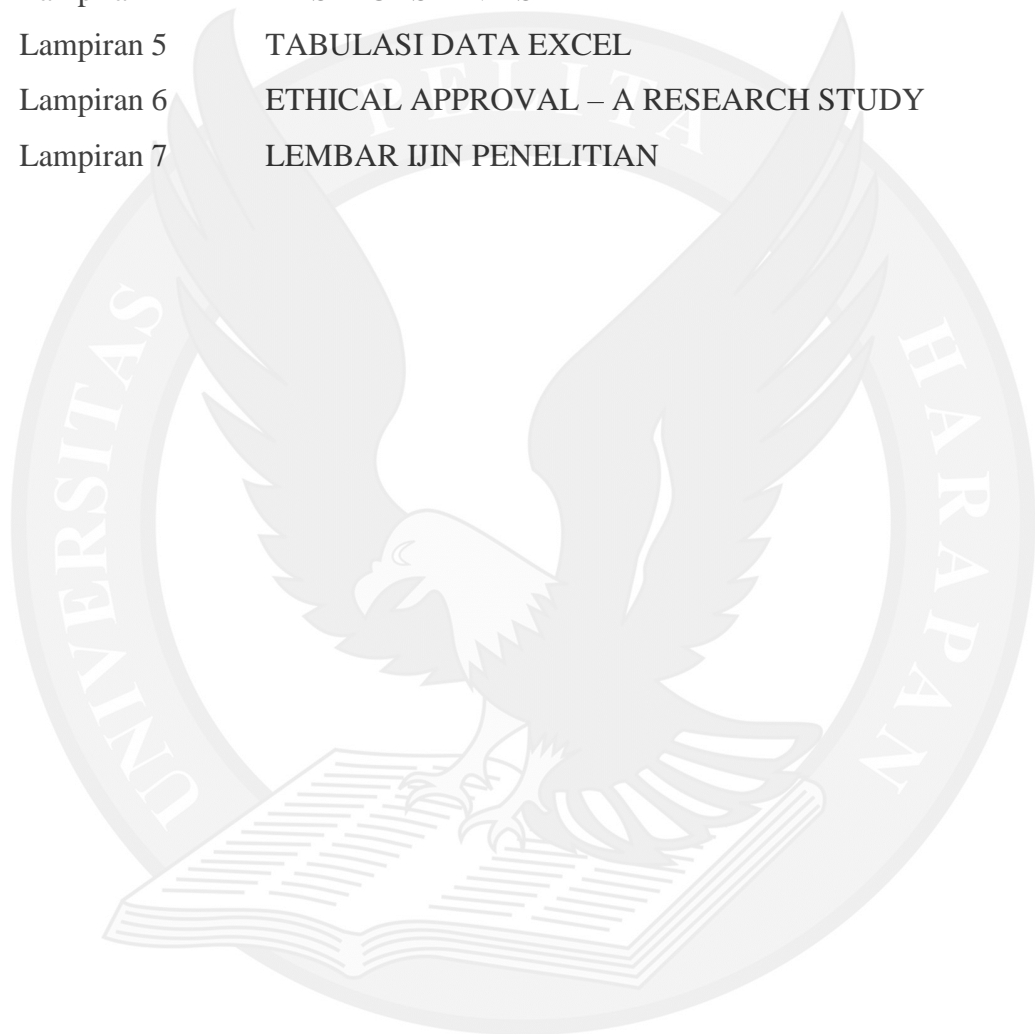 Lampiran 5 TABULASI DATA EXCEL
Lampiran 6 ETHICAL APPROVAL – A RESEARCH STUDY
Lampiran 7 LEMBAR IJIN PENELITIAN
UNIVERSITAS PELITA HARAPAN